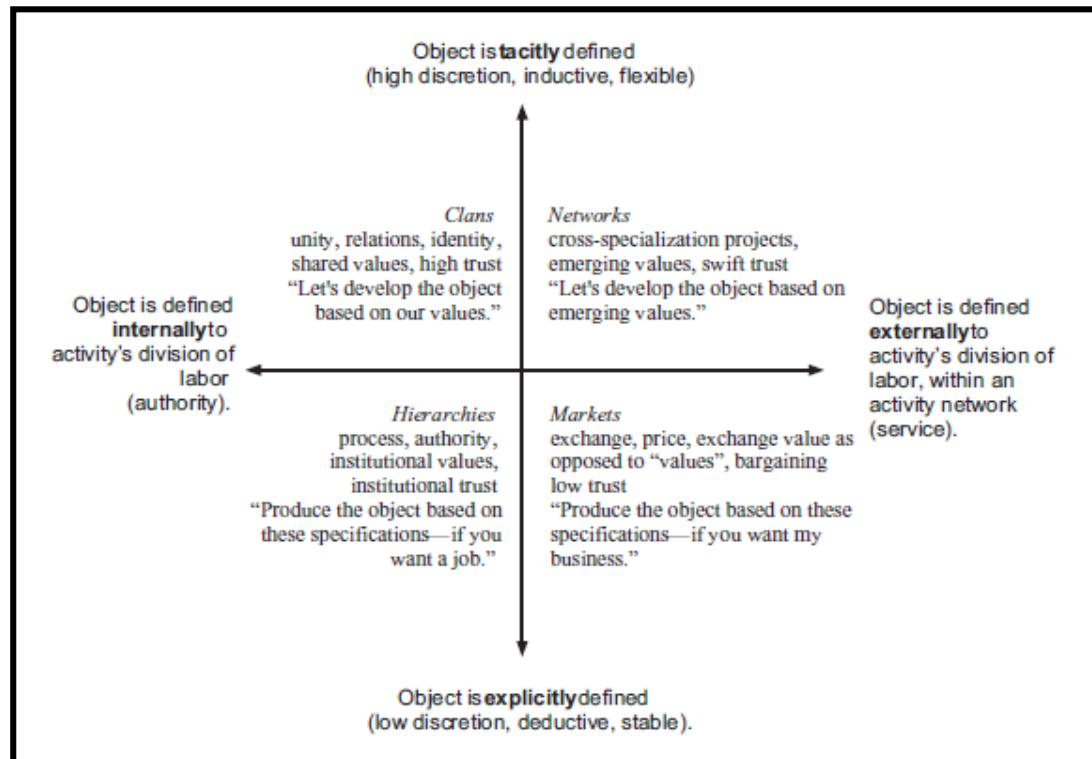 Object is tacitly defined
(high discretion, inductive, flexible)
Clans
unity, relations, identity,
shared values, high trust
“Let's develop the object
based on our values.”
Networks
cross-specialization projects,
emerging values, swift trust
“Let's develop the object based on
emerging values.”
Object is defined
internally to
activity's division of
labor
(authority).
Object is defined
externally to
activity's division of
labor, within an
activity network
(service).
Hierarchies
process, authority,
institutional values,
institutional trust
“Produce the object based on
these specifications—if you
want a job.”
Markets
exchange, price, exchange value as
opposed to “values”, bargaining
low trust
“Produce the object based on these
specifications—if you want my
business.”
Object is explicitly defined
(low discretion, deductive, stable).